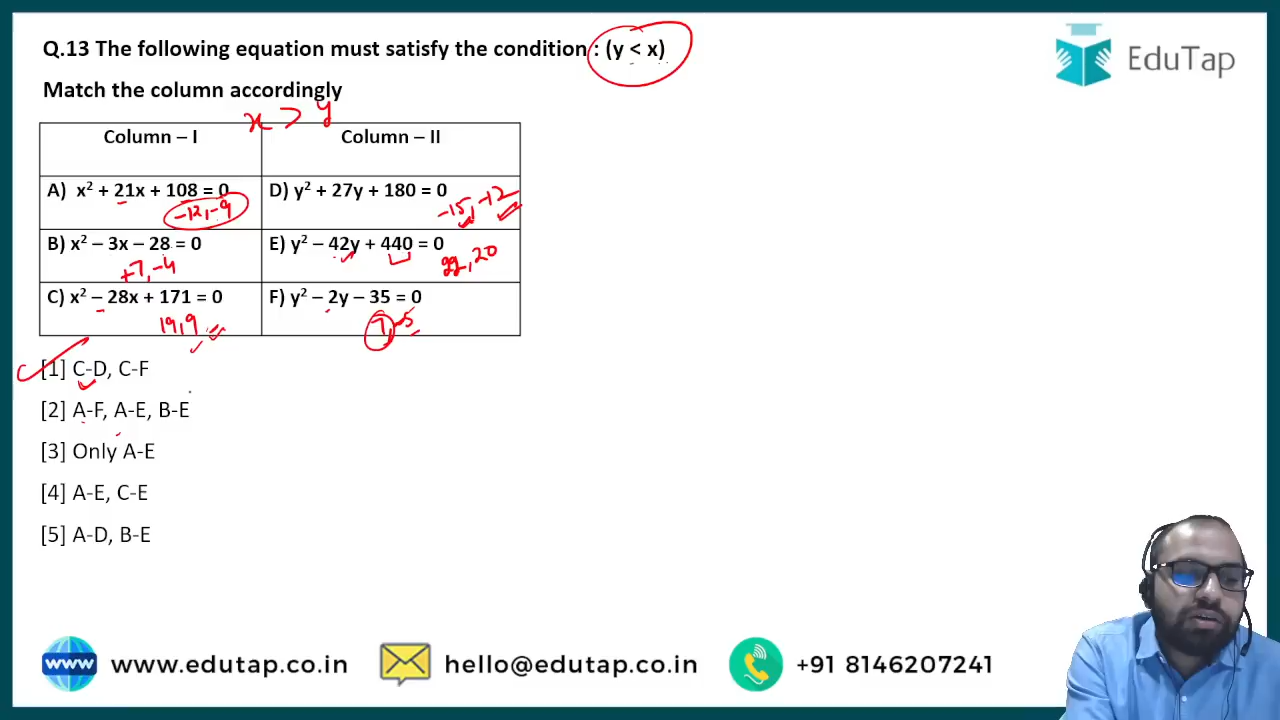 Q.13 The following equation must satisfy the condition : (y < x)
EduTap
Match the column accordingly
x > y
Column – I Column – II
A) x² + 21x + 108 = 0 D) y² + 27y + 180 = 0
-12, -9 -15, -12
B) x² – 3x – 28 = 0 E) y² – 42y + 440 = 0
+7, -4 22, 20
C) x² – 28x + 171 = 0 F) y² – 2y – 35 = 0
19, 9 7, -5
[1] C-D, C-F
[2] A-F, A-E, B-E
[3] Only A-E
[4] A-E, C-E
[5] A-D, B-E
www www.edutap.co.in hello@edutap.co.in +91 8146207241